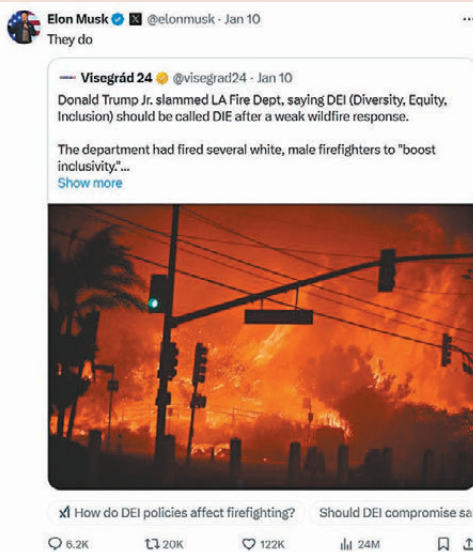 Elon Musk @elonmusk · Jan 10
They do
Visegrád 24 @visegrad24 · Jan 10
Donald Trump Jr. slammed LA Fire Dept, saying DEI (Diversity, Equity,
Inclusion) should be called DIE after a weak wildfire response.
The department had fired several white, male firefighters to "boost
inclusivity."...
Show more
How do DEI policies affect firefighting? Should DEI compromise sa
6.2K 20K 122K 24M